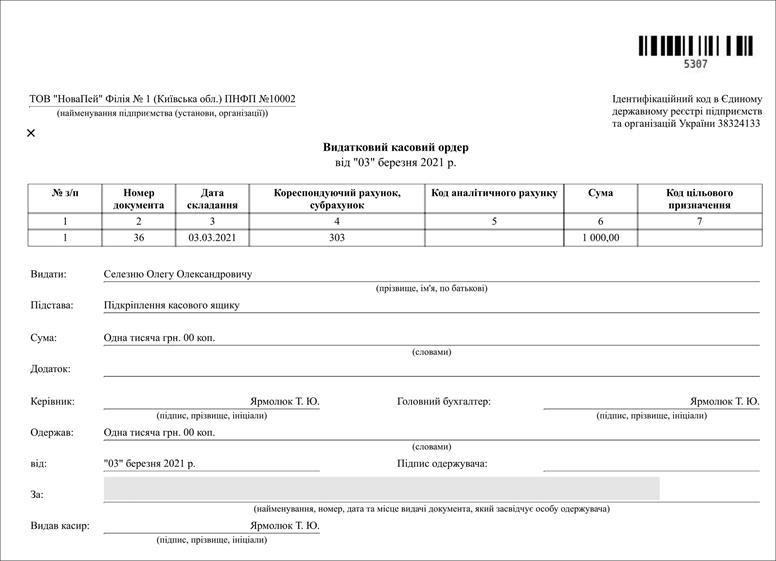 5307
ТОВ "НоваПей" Філія № 1 (Київська обл.) ПНФП №10002
(найменування підприємства (установи, організації))
Ідентифікаційний код в Єдиному
державному реєстрі підприємств
та організацій України 38324133
Видатковий касовий ордер
від "03" березня 2021 р.
№ з/п Номер документа Дата складання Кореспондуючий рахунок, субрахунок Код аналітичного рахунку Сума Код цільового призначення
1 2 3 4 5 6 7
1 36 03.03.2021 303 1 000,00
Видати: Селезню Олегу Олександровичу
(прізвище, ім'я, по батькові)
Підстава: Підкріплення касового ящику
Сума: Одна тисяча грн. 00 коп.
(словами)
Додаток:
Керівник: Ярмолюк Т. Ю. Головний бухгалтер: Ярмолюк Т. Ю.
(підпис, прізвище, ініціали) (підпис, прізвище, ініціали)
Одержав: Одна тисяча грн. 00 коп.
(словами)
від: "03" березня 2021 р. Підпис одержувача:
За:
(найменування, номер, дата та місце видачі документа, який засвідчує особу одержувача)
Видав касир: Ярмолюк Т. Ю.
(підпис, прізвище, ініціали)